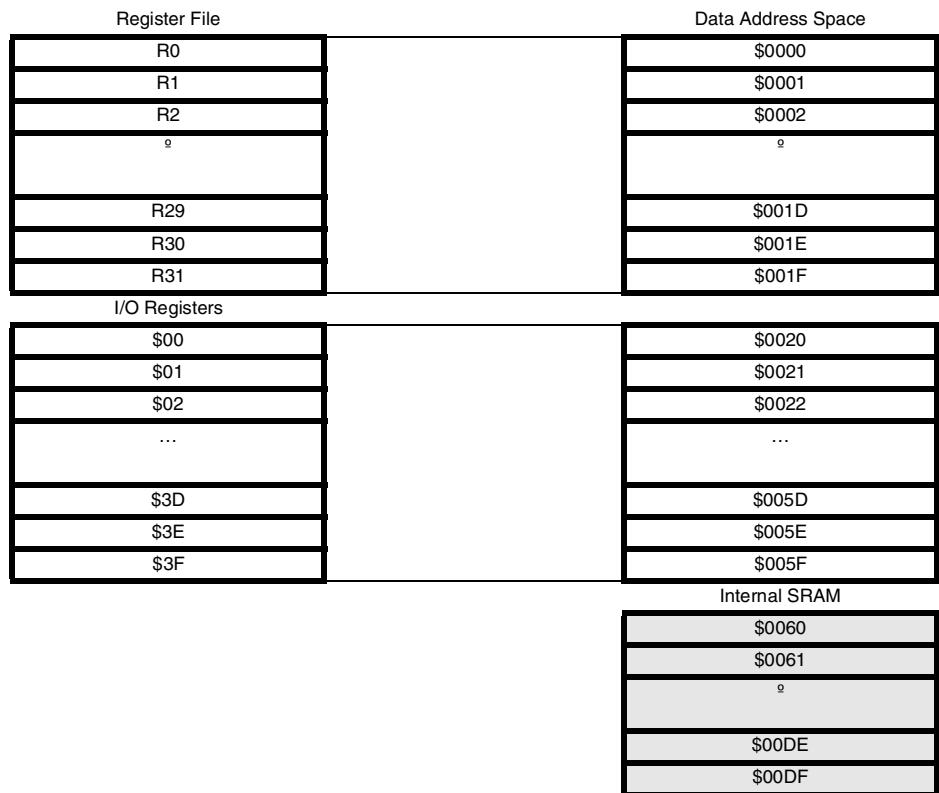 Register File Data Address Space
R0 $0000
R1 $0001
R2 $0002
º º
R29 $001D
R30 $001E
R31 $001F
I/O Registers
$00 $0020
$01 $0021
$02 $0022
… …
$3D $005D
$3E $005E
$3F $005F
Internal SRAM
$0060
$0061
º
$00DE
$00DF